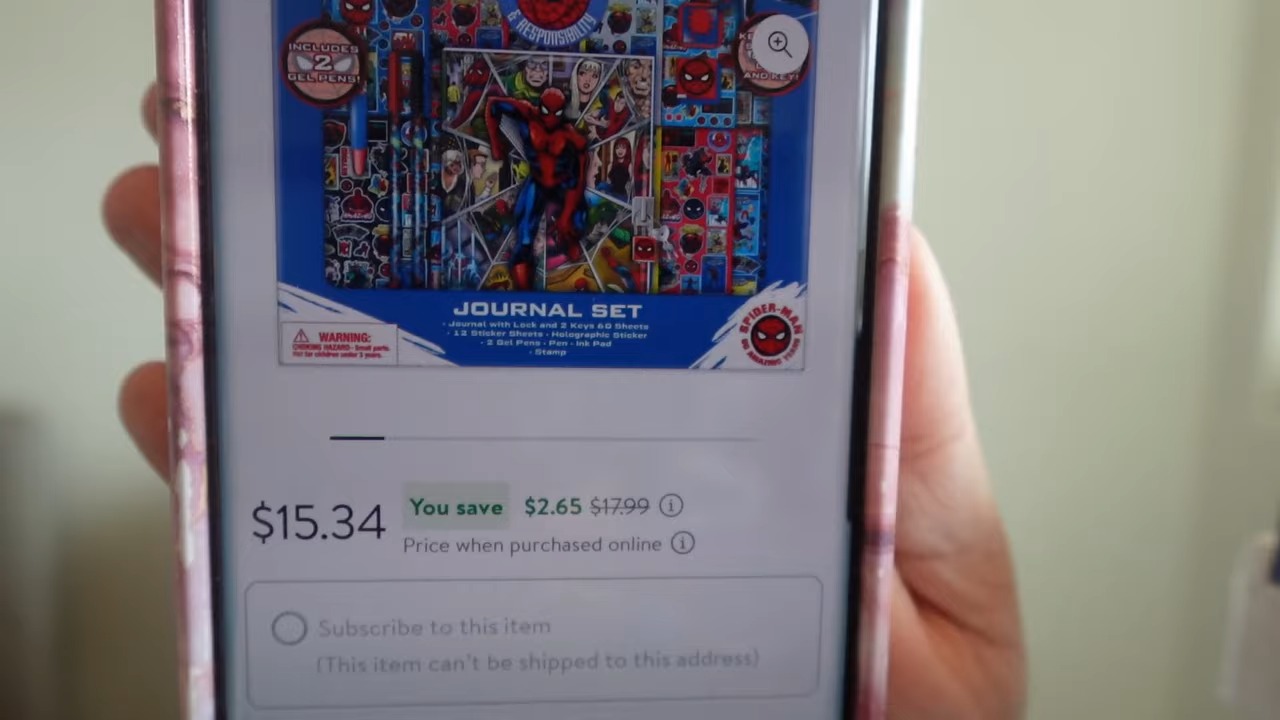 & RESPONSIBILITY
INCLUDES
2
GEL PENS!
AND KEY!
JOURNAL SET
· Journal with Lock and 2 Keys 60 Sheets
· 12 Sticker Sheets · Holographic Sticker
· 2 Gel Pens · Pen · Ink Pad
· Stamp
WARNING:
CHOKING HAZARD- Small parts.
Not for children under 3 years.
SPIDER-MAN
$15.34
You save $2.65 $17.99
Price when purchased online
Subscribe to this item
(This item can't be shipped to this address)